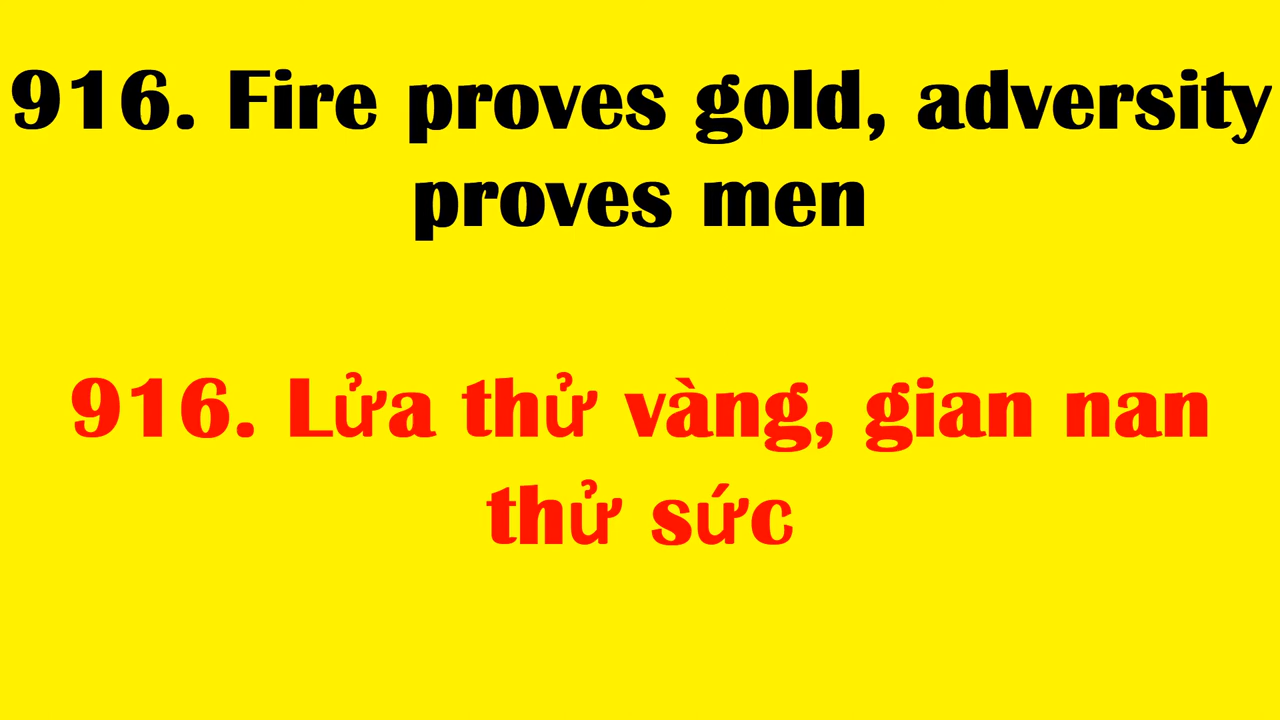 916. Fire proves gold, adversity
proves men
916. Lửa thử vàng, gian nan
thử sức